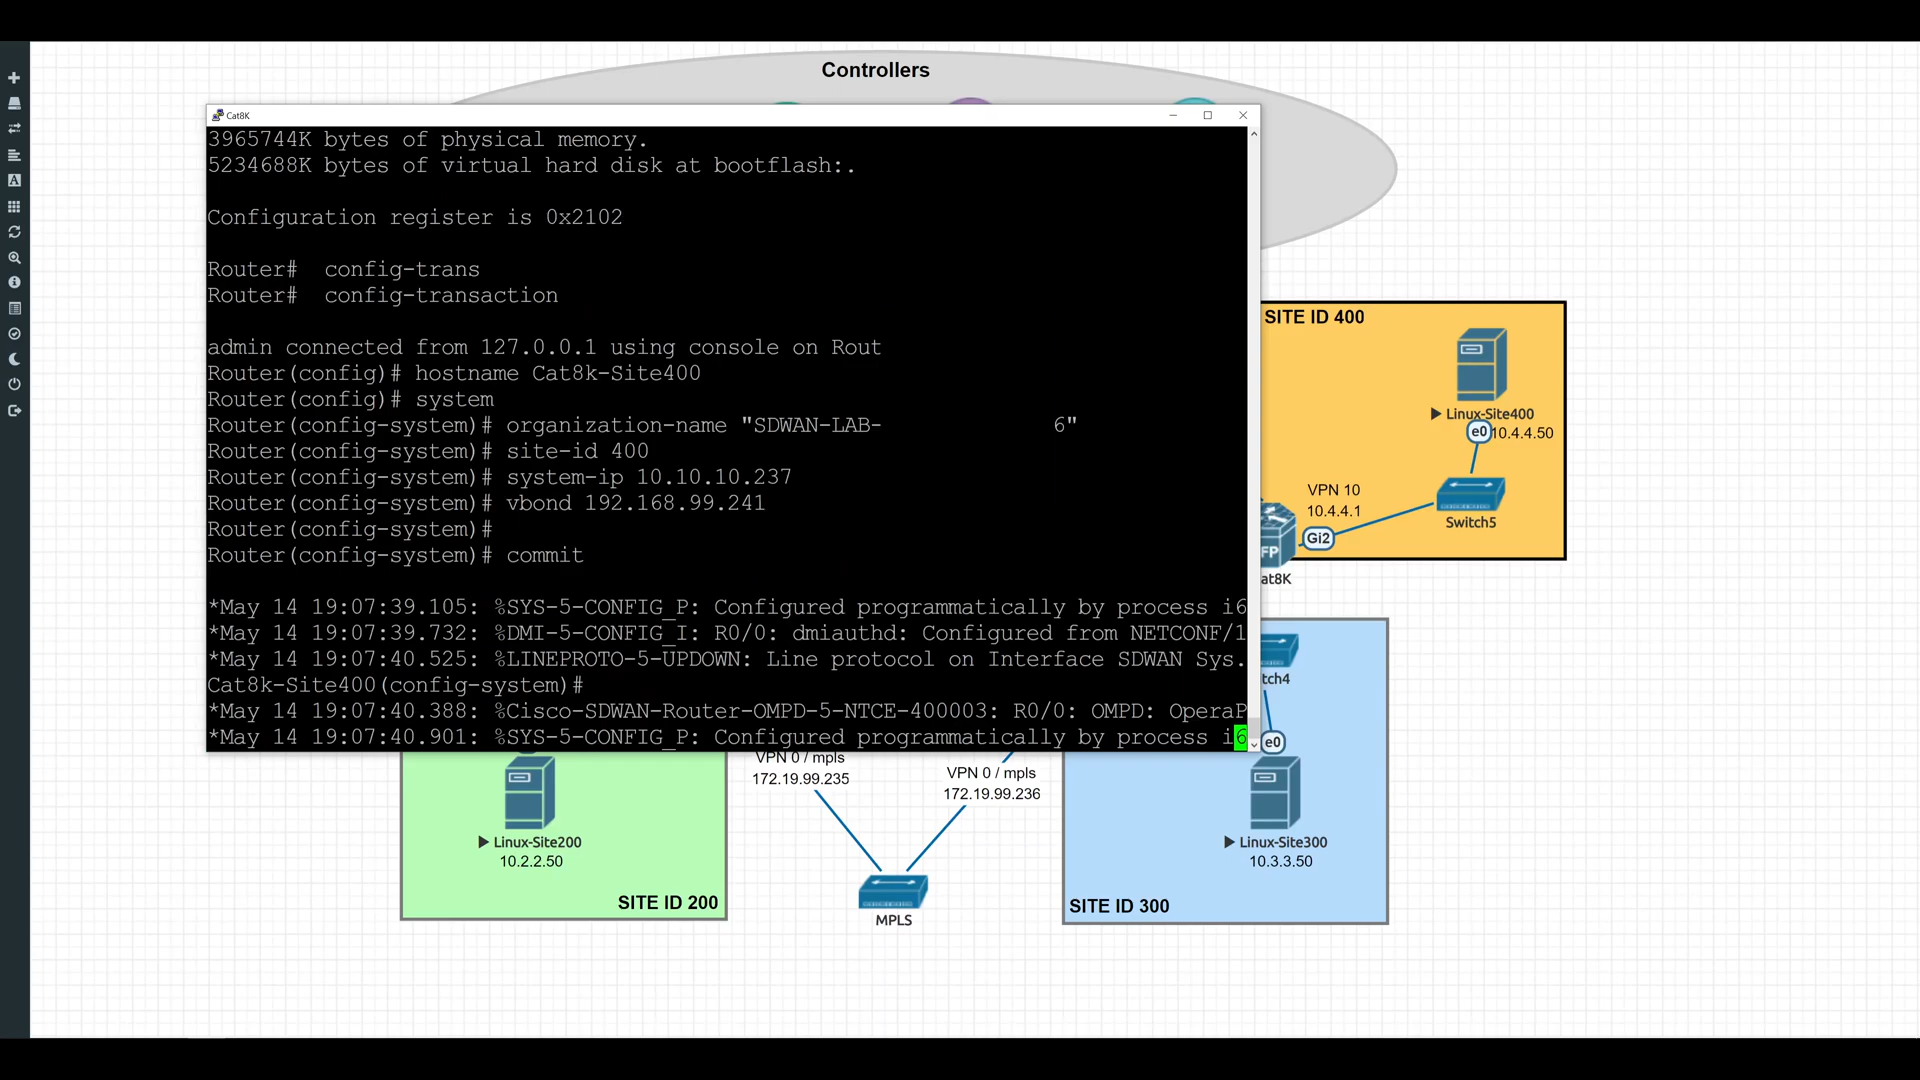 Controllers
Cat8K
3965744K bytes of physical memory.
5234688K bytes of virtual hard disk at bootflash:.
Configuration register is 0x2102
Router#  config-trans
Router#  config-transaction
admin connected from 127.0.0.1 using console on Rout
Router(config)# hostname Cat8k-Site400
Router(config)# system
Router(config-system)# organization-name "SDWAN-LAB- 6"
Router(config-system)# site-id 400
Router(config-system)# system-ip 10.10.10.237
Router(config-system)# vbond 192.168.99.241
Router(config-system)#
Router(config-system)# commit
*May 14 19:07:39.105: %SYS-5-CONFIG_P: Configured programmatically by process i6
*May 14 19:07:39.732: %DMI-5-CONFIG_I: R0/0: dmiauthd: Configured from NETCONF/1
*May 14 19:07:40.525: %LINEPROTO-5-UPDOWN: Line protocol on Interface SDWAN Sys.
Cat8k-Site400(config-system)#
*May 14 19:07:40.388: %Cisco-SDWAN-Router-OMPD-5-NTCE-400003: R0/0: OMPD: OperaP
*May 14 19:07:40.901: %SYS-5-CONFIG_P: Configured programmatically by process i6
SITE ID 400
Linux-Site400
e0
10.4.4.50
VPN 10
10.4.4.1
Switch5
Gi2
FP
at8K
tch4
e0
VPN 0 / mpls
172.19.99.235
VPN 0 / mpls
172.19.99.236
Linux-Site200
10.2.2.50
SITE ID 200
MPLS
Linux-Site300
10.3.3.50
SITE ID 300